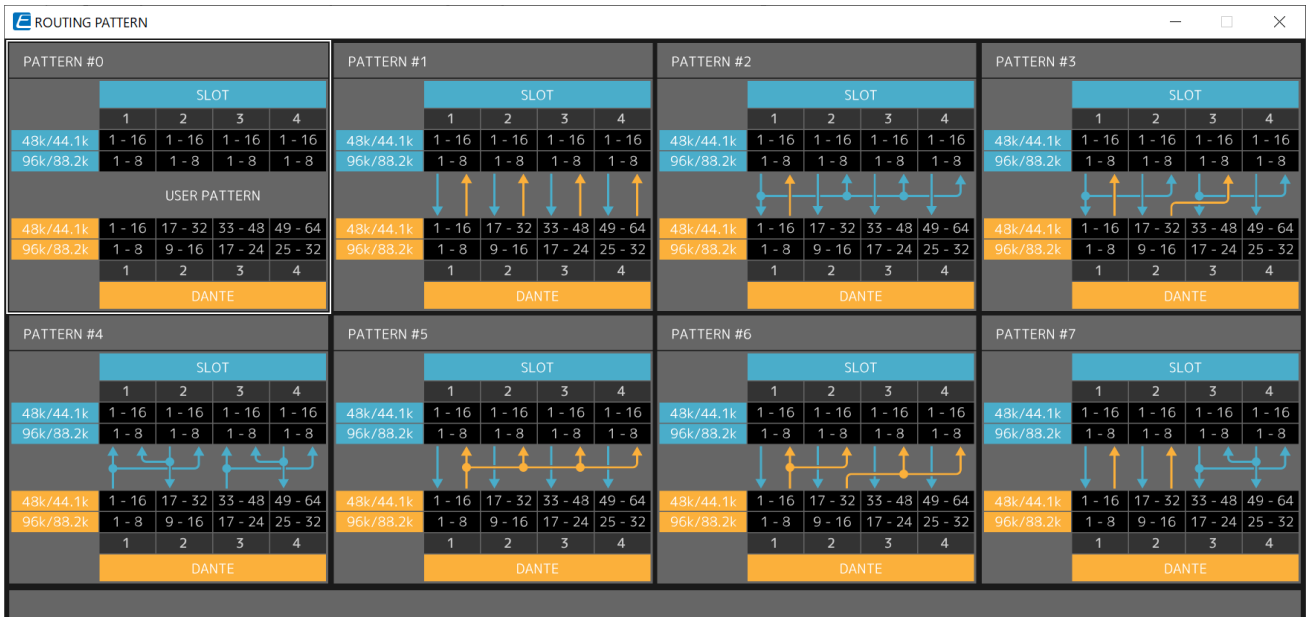 ROUTING PATTERN
PATTERN #0
SLOT
1 2 3 4
48k/44.1k 1 - 16 1 - 16 1 - 16 1 - 16
96k/88.2k 1 - 8 1 - 8 1 - 8 1 - 8
USER PATTERN
48k/44.1k 1 - 16 17 - 32 33 - 48 49 - 64
96k/88.2k 1 - 8 9 - 16 17 - 24 25 - 32
1 2 3 4
DANTE
PATTERN #1
SLOT
1 2 3 4
48k/44.1k 1 - 16 1 - 16 1 - 16 1 - 16
96k/88.2k 1 - 8 1 - 8 1 - 8 1 - 8
48k/44.1k 1 - 16 17 - 32 33 - 48 49 - 64
96k/88.2k 1 - 8 9 - 16 17 - 24 25 - 32
1 2 3 4
DANTE
PATTERN #2
SLOT
1 2 3 4
48k/44.1k 1 - 16 1 - 16 1 - 16 1 - 16
96k/88.2k 1 - 8 1 - 8 1 - 8 1 - 8
48k/44.1k 1 - 16 17 - 32 33 - 48 49 - 64
96k/88.2k 1 - 8 9 - 16 17 - 24 25 - 32
1 2 3 4
DANTE
PATTERN #3
SLOT
1 2 3 4
48k/44.1k 1 - 16 1 - 16 1 - 16 1 - 16
96k/88.2k 1 - 8 1 - 8 1 - 8 1 - 8
48k/44.1k 1 - 16 17 - 32 33 - 48 49 - 64
96k/88.2k 1 - 8 9 - 16 17 - 24 25 - 32
1 2 3 4
DANTE
PATTERN #4
SLOT
1 2 3 4
48k/44.1k 1 - 16 1 - 16 1 - 16 1 - 16
96k/88.2k 1 - 8 1 - 8 1 - 8 1 - 8
48k/44.1k 1 - 16 17 - 32 33 - 48 49 - 64
96k/88.2k 1 - 8 9 - 16 17 - 24 25 - 32
1 2 3 4
DANTE
PATTERN #5
SLOT
1 2 3 4
48k/44.1k 1 - 16 1 - 16 1 - 16 1 - 16
96k/88.2k 1 - 8 1 - 8 1 - 8 1 - 8
48k/44.1k 1 - 16 17 - 32 33 - 48 49 - 64
96k/88.2k 1 - 8 9 - 16 17 - 24 25 - 32
1 2 3 4
DANTE
PATTERN #6
SLOT
1 2 3 4
48k/44.1k 1 - 16 1 - 16 1 - 16 1 - 16
96k/88.2k 1 - 8 1 - 8 1 - 8 1 - 8
48k/44.1k 1 - 16 17 - 32 33 - 48 49 - 64
96k/88.2k 1 - 8 9 - 16 17 - 24 25 - 32
1 2 3 4
DANTE
PATTERN #7
SLOT
1 2 3 4
48k/44.1k 1 - 16 1 - 16 1 - 16 1 - 16
96k/88.2k 1 - 8 1 - 8 1 - 8 1 - 8
48k/44.1k 1 - 16 17 - 32 33 - 48 49 - 64
96k/88.2k 1 - 8 9 - 16 17 - 24 25 - 32
1 2 3 4
DANTE